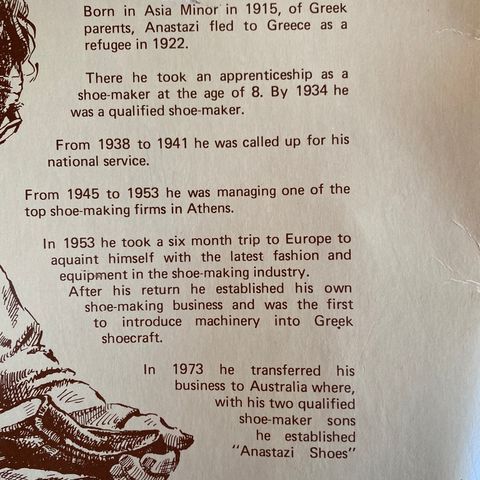 Born in Asia Minor in 1915, of Greek
parents, Anastazi fled to Greece as a
refugee in 1922.
There he took an apprenticeship as a
shoe-maker at the age of 8. By 1934 he
was a qualified shoe-maker.
From 1938 to 1941 he was called up for his
national service.
From 1945 to 1953 he was managing one of the
top shoe-making firms in Athens.
In 1953 he took a six month trip to Europe to
aquaint himself with the latest fashion and
equipment in the shoe-making industry.
After his return he established his own
shoe-making business and was the first
to introduce machinery into Greek
shoecraft.
In 1973 he transferred his
business to Australia where,
with his two qualified
shoe-maker sons
he established
"Anastazi Shoes"